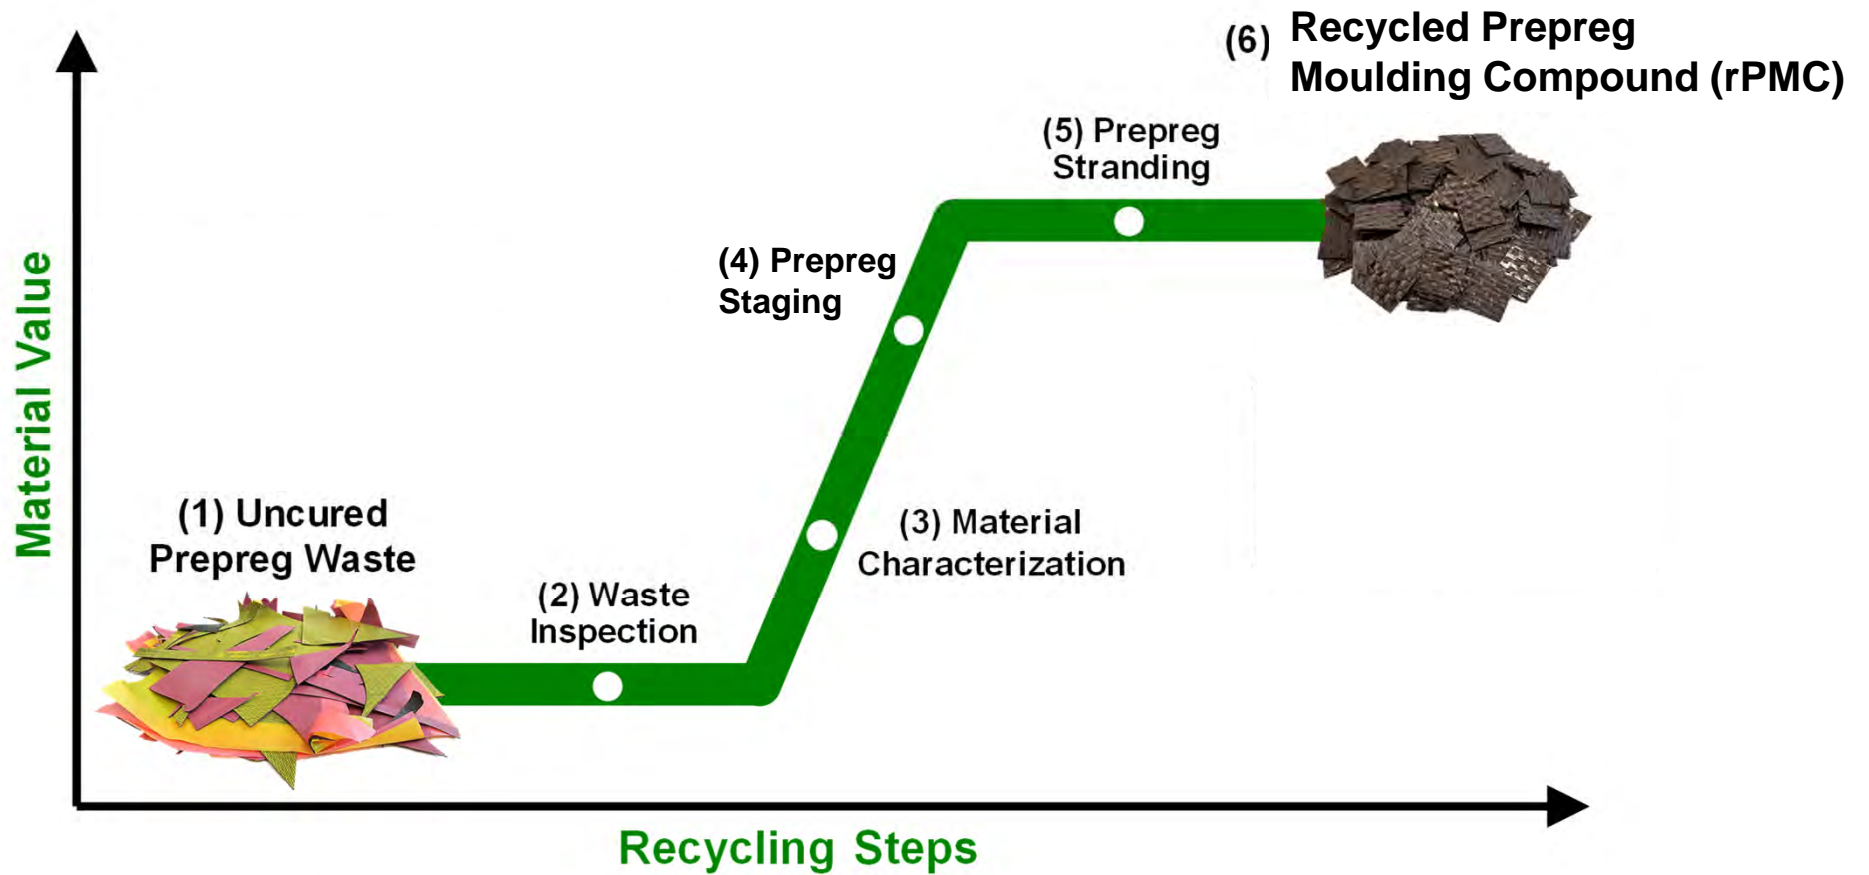 (6) Recycled Prepreg
Moulding Compound (rPMC)
(5) Prepreg
Stranding
(4) Prepreg
Staging
(3) Material
Characterization
(1) Uncured
Prepreg Waste
(2) Waste
Inspection
Material Value
Recycling Steps